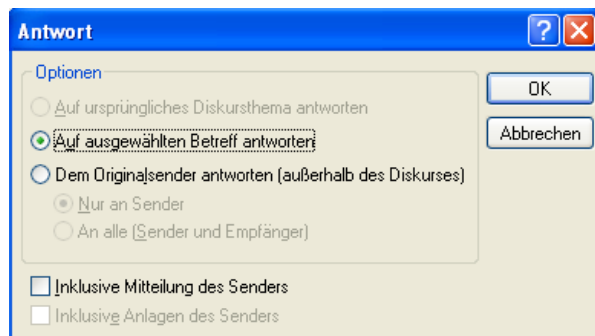 Antwort
Optionen
Auf ursprüngliches Diskursthema antworten
Auf ausgewählten Betreff antworten
Dem Originalsender antworten (außerhalb des Diskurses)
Nur an Sender
An alle (Sender und Empfänger)
OK
Abbrechen
Inklusive Mitteilung des Senders
Inklusive Anlagen des Senders